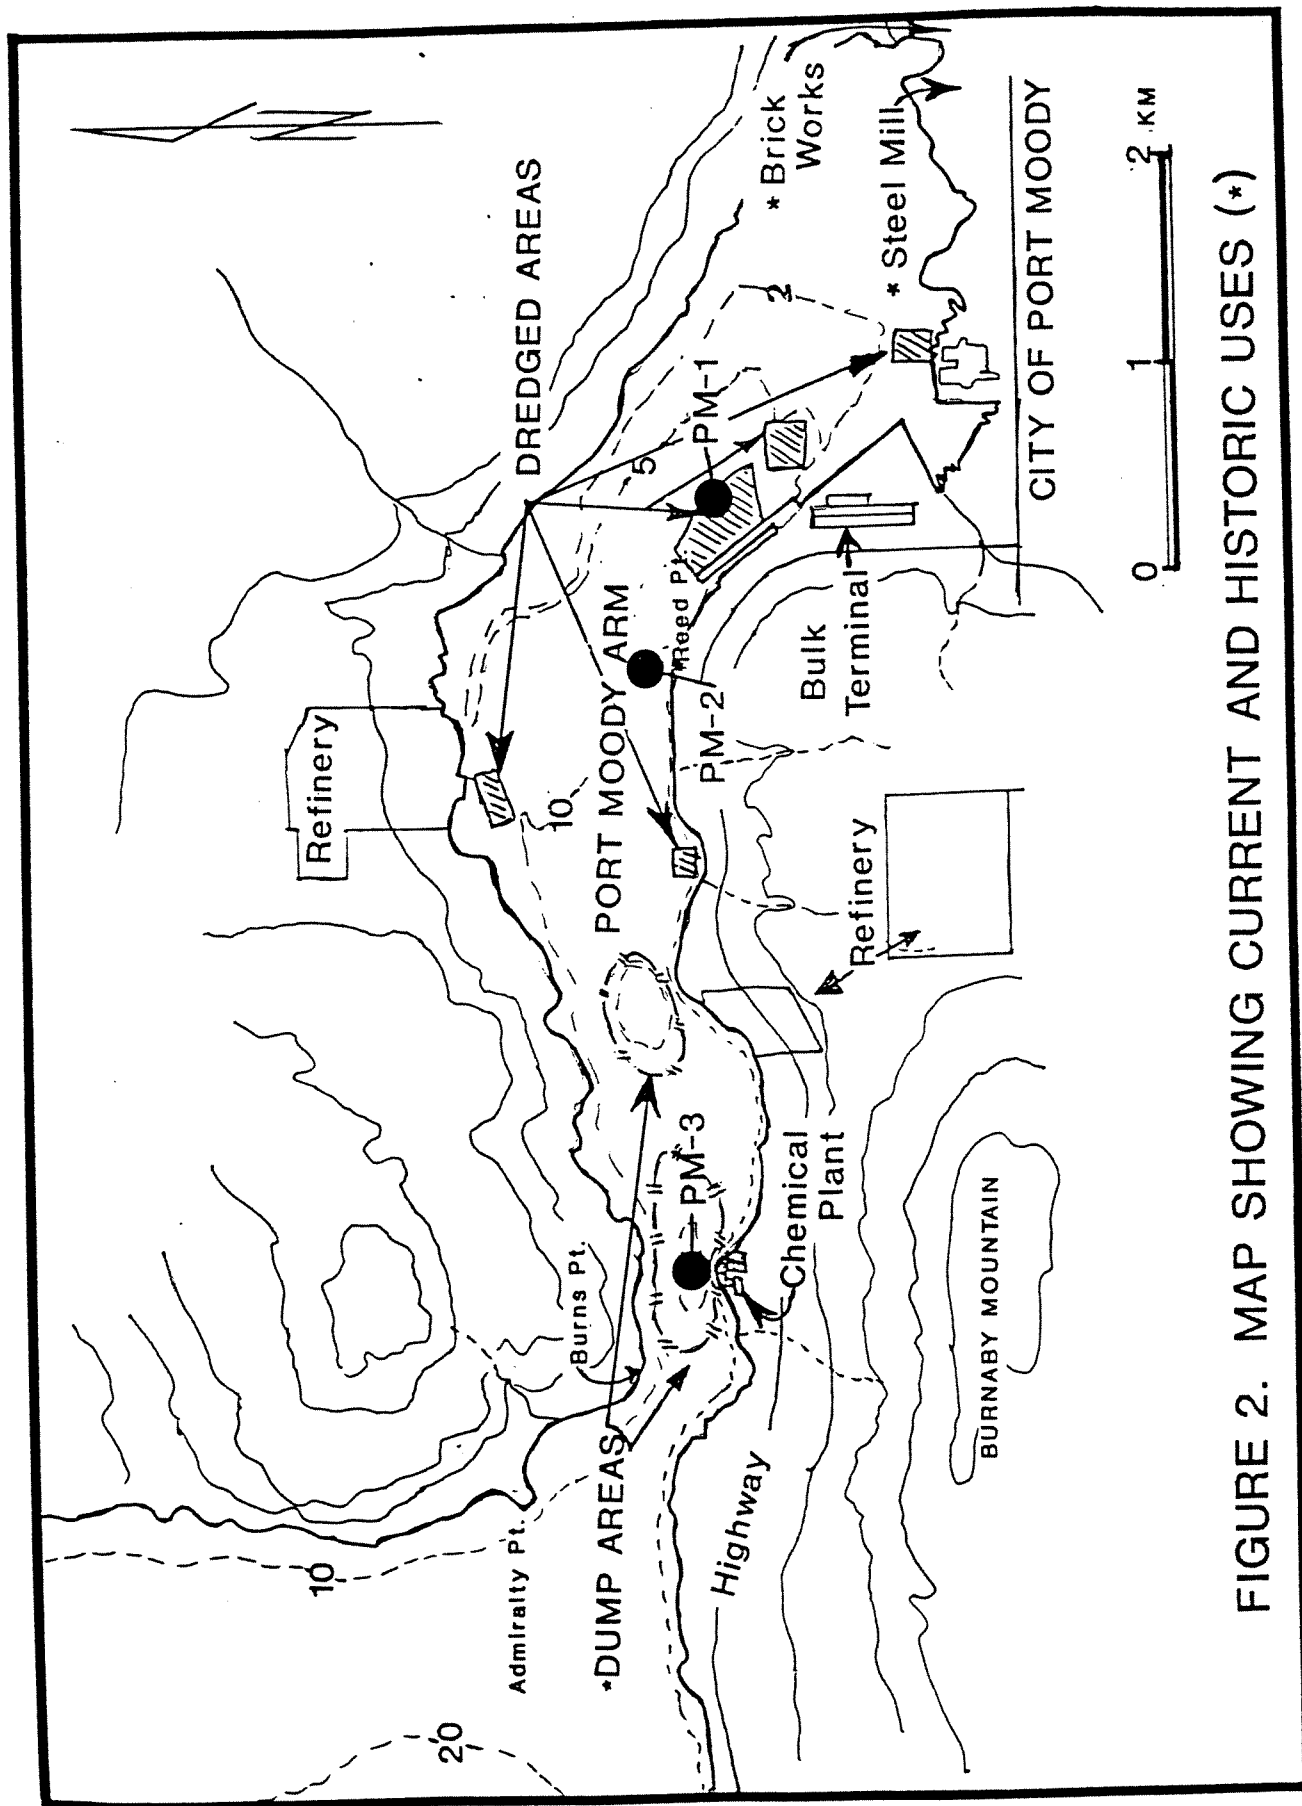 Refinery
DREDGED AREAS
10
20
Admiralty Pt.
Burns Pt.
*DUMP AREAS
PM-3
10
PORT MOODY ARM
5
PM-1
2
* Brick
Works
*Reed Pt.
PM-2
Highway
Chemical
Plant
Refinery
Bulk
Terminal
* Steel Mill
BURNABY MOUNTAIN
CITY OF PORT MOODY
0 1 2 KM
FIGURE 2. MAP SHOWING CURRENT AND HISTORIC USES (*)